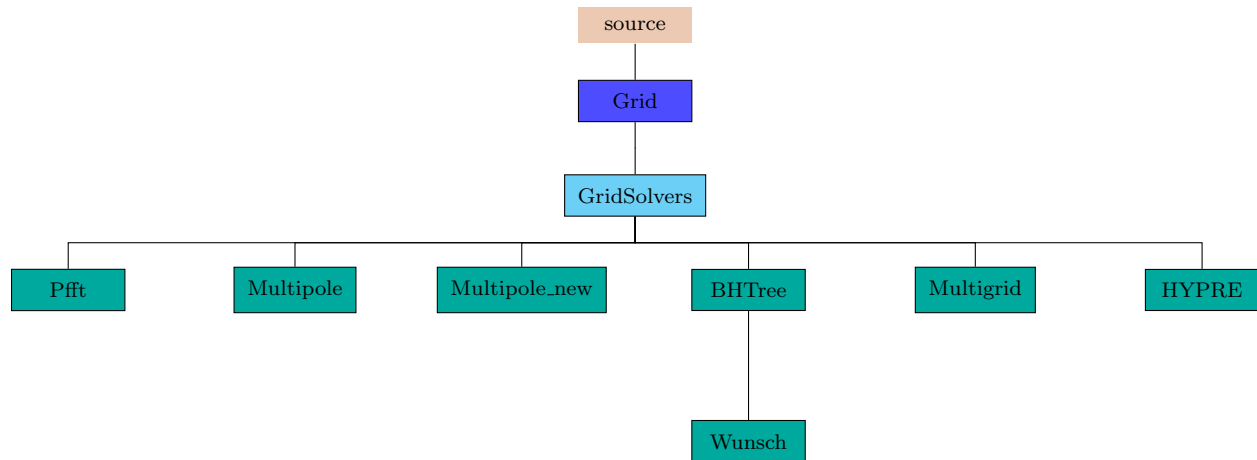 source
Grid
GridSolvers
Pfft
Multipole
Multipole_new
BHTree
Multigrid
HYPRE
Wunsch